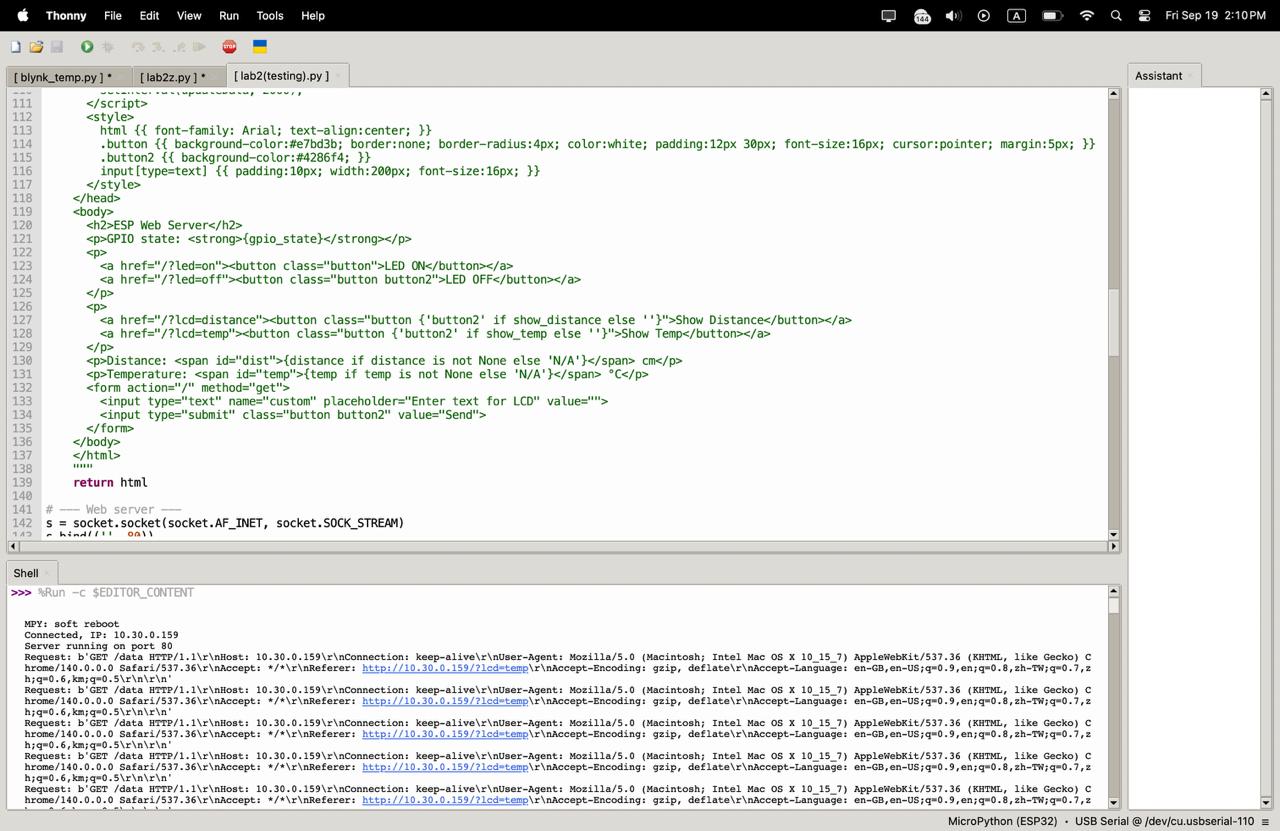 Thonny File Edit View Run Tools Help 144 A Fri Sep 19 2:10 PM
STOP
[ blynk_temp.py ] * [ lab2z.py ] * [ lab2(testing).py ] Assistant
111 </script>
112 <style>
113 html {{ font-family: Arial; text-align:center; }}
114 .button {{ background-color:#e7bd3b; border:none; border-radius:4px; color:white; padding:12px 30px; font-size:16px; cursor:pointer; margin:5px; }}
115 .button2 {{ background-color:#4286f4; }}
116 input[type=text] {{ padding:10px; width:200px; font-size:16px; }}
117 </style>
118 </head>
119 <body>
120 <h2>ESP Web Server</h2>
121 <p>GPIO state: <strong>{gpio_state}</strong></p>
122 <p>
123 <a href="/?led=on"><button class="button">LED ON</button></a>
124 <a href="/?led=off"><button class="button button2">LED OFF</button></a>
125 </p>
126 <p>
127 <a href="/?lcd=distance"><button class="button {'button2' if show_distance else ''}">Show Distance</button></a>
128 <a href="/?lcd=temp"><button class="button {'button2' if show_temp else ''}">Show Temp</button></a>
129 </p>
130 <p>Distance: <span id="dist">{distance if distance is not None else 'N/A'}</span> cm</p>
131 <p>Temperature: <span id="temp">{temp if temp is not None else 'N/A'}</span> °C</p>
132 <form action="/" method="get">
133 <input type="text" name="custom" placeholder="Enter text for LCD" value="">
134 <input type="submit" class="button button2" value="Send">
135 </form>
136 </body>
137 </html>
138 """
139 return html
140
141 # --- Web server ---
142 s = socket.socket(socket.AF_INET, socket.SOCK_STREAM)
143 s.bind(('', 80))
Shell
>>> %Run -c $EDITOR_CONTENT
MPY: soft reboot
Connected, IP: 10.30.0.159
Server running on port 80
Request: b'GET /data HTTP/1.1\r\nHost: 10.30.0.159\r\nConnection: keep-alive\r\nUser-Agent: Mozilla/5.0 (Macintosh; Intel Mac OS X 10_15_7) AppleWebKit/537.36 (KHTML, like Gecko) C
hrome/140.0.0.0 Safari/537.36\r\nAccept: */*\r\nReferer: http://10.30.0.159/?lcd=temp\r\nAccept-Encoding: gzip, deflate\r\nAccept-Language: en-GB,en-US;q=0.9,en;q=0.8,zh-TW;q=0.7,z
h;q=0.6,km;q=0.5\r\n\r\n'
Request: b'GET /data HTTP/1.1\r\nHost: 10.30.0.159\r\nConnection: keep-alive\r\nUser-Agent: Mozilla/5.0 (Macintosh; Intel Mac OS X 10_15_7) AppleWebKit/537.36 (KHTML, like Gecko) C
hrome/140.0.0.0 Safari/537.36\r\nAccept: */*\r\nReferer: http://10.30.0.159/?lcd=temp\r\nAccept-Encoding: gzip, deflate\r\nAccept-Language: en-GB,en-US;q=0.9,en;q=0.8,zh-TW;q=0.7,z
h;q=0.6,km;q=0.5\r\n\r\n'
Request: b'GET /data HTTP/1.1\r\nHost: 10.30.0.159\r\nConnection: keep-alive\r\nUser-Agent: Mozilla/5.0 (Macintosh; Intel Mac OS X 10_15_7) AppleWebKit/537.36 (KHTML, like Gecko) C
hrome/140.0.0.0 Safari/537.36\r\nAccept: */*\r\nReferer: http://10.30.0.159/?lcd=temp\r\nAccept-Encoding: gzip, deflate\r\nAccept-Language: en-GB,en-US;q=0.9,en;q=0.8,zh-TW;q=0.7,z
h;q=0.6,km;q=0.5\r\n\r\n'
Request: b'GET /data HTTP/1.1\r\nHost: 10.30.0.159\r\nConnection: keep-alive\r\nUser-Agent: Mozilla/5.0 (Macintosh; Intel Mac OS X 10_15_7) AppleWebKit/537.36 (KHTML, like Gecko) C
hrome/140.0.0.0 Safari/537.36\r\nAccept: */*\r\nReferer: http://10.30.0.159/?lcd=temp\r\nAccept-Encoding: gzip, deflate\r\nAccept-Language: en-GB,en-US;q=0.9,en;q=0.8,zh-TW;q=0.7,z
h;q=0.6,km;q=0.5\r\n\r\n'
Request: b'GET /data HTTP/1.1\r\nHost: 10.30.0.159\r\nConnection: keep-alive\r\nUser-Agent: Mozilla/5.0 (Macintosh; Intel Mac OS X 10_15_7) AppleWebKit/537.36 (KHTML, like Gecko) C
hrome/140.0.0.0 Safari/537.36\r\nAccept: */*\r\nReferer: http://10.30.0.159/?lcd=temp\r\nAccept-Encoding: gzip, deflate\r\nAccept-Language: en-GB,en-US;q=0.9,en;q=0.8,zh-TW;q=0.7,z
MicroPython (ESP32) • USB Serial @ /dev/cu.usbserial-110 ≡